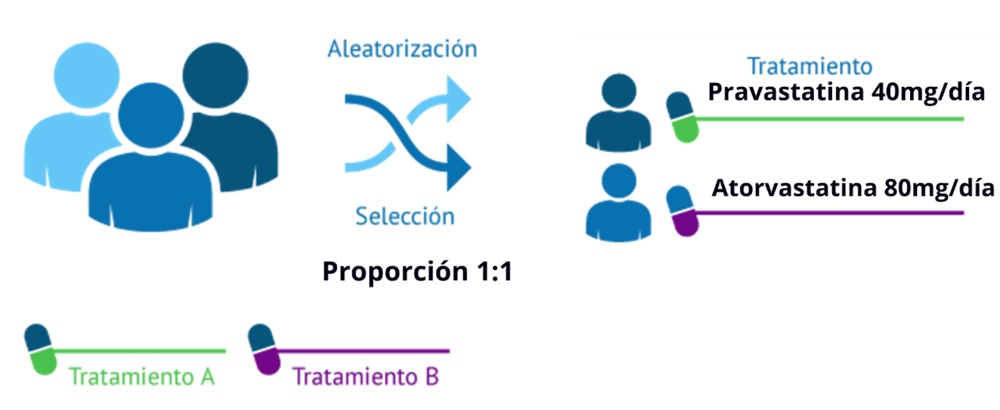 Aleatorización
Selección
Proporción 1:1
Tratamiento
Pravastatina 40mg/día
Atorvastatina 80mg/día
Tratamiento A
Tratamiento B